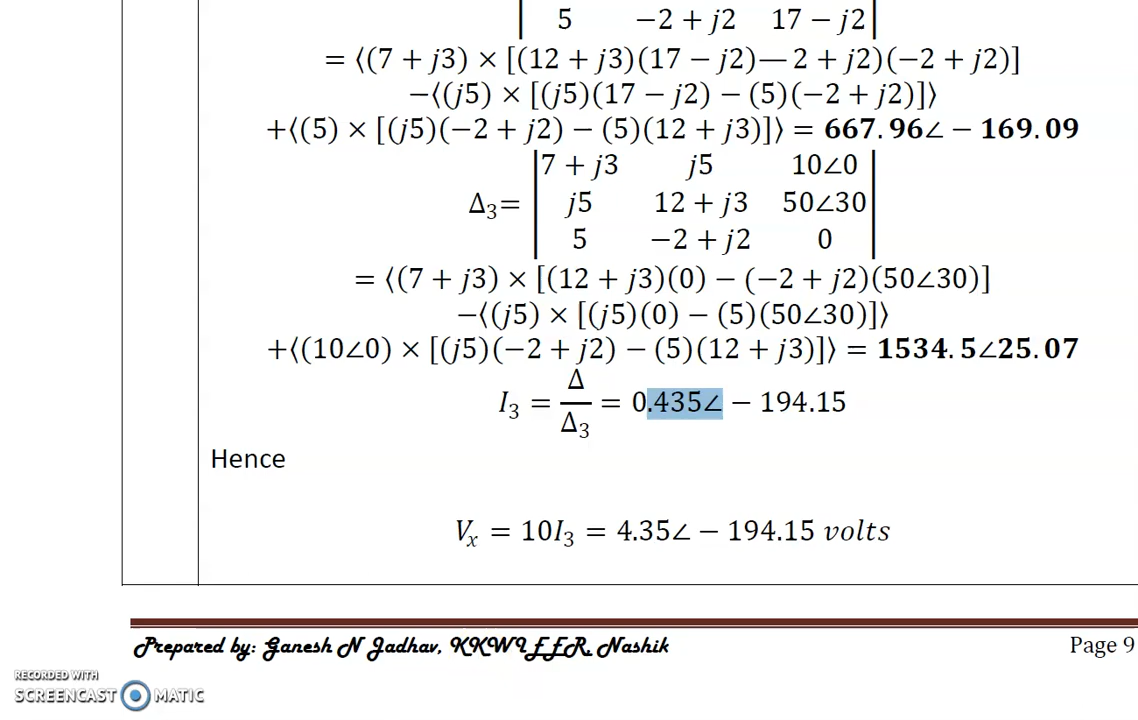 | 5 −2 + j2 17 − j2 |
= ⟨(7 + j3) × [(12 + j3)(17 − j2)—2 + j2)(−2 + j2)]
−⟨(j5) × [(j5)(17 − j2) − (5)(−2 + j2)]⟩
+⟨(5) × [(j5)(−2 + j2) − (5)(12 + j3)]⟩ = 667.96∠ − 169.09
| 7 + j3 j5 10∠0 |
Δ₃= | j5 12 + j3 50∠30 |
| 5 −2 + j2 0 |
= ⟨(7 + j3) × [(12 + j3)(0) − (−2 + j2)(50∠30)]
−⟨(j5) × [(j5)(0) − (5)(50∠30)]⟩
+⟨(10∠0) × [(j5)(−2 + j2) − (5)(12 + j3)]⟩ = 1534.5∠25.07
I₃ = Δ/Δ₃ = 0.435∠ − 194.15
Hence
Vₓ = 10I₃ = 4.35∠ − 194.15 volts
Prepared by: Ganesh N Jadhav, KKWIEER, Nashik Page 9
RECORDED WITH
SCREENCAST MATIC